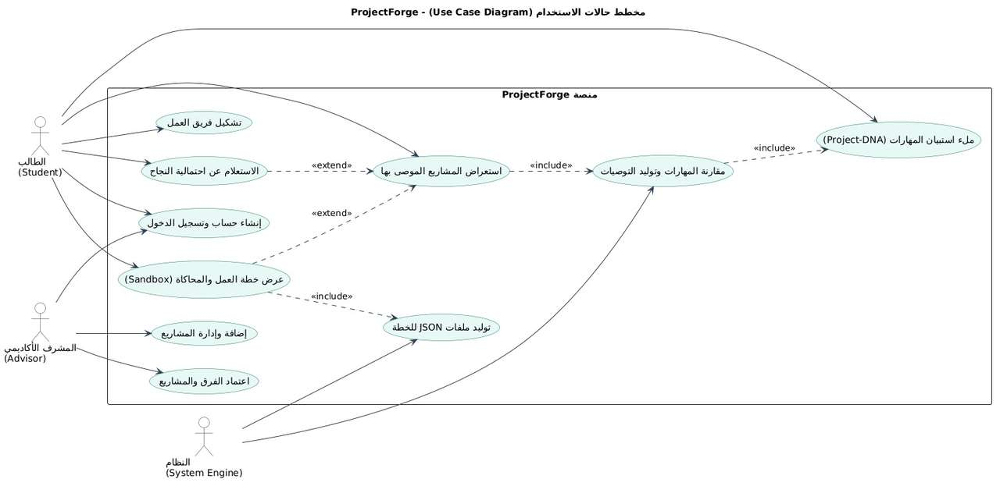 ProjectForge - (Use Case Diagram) مخطط حالات الاستخدام
منصة ProjectForge
ملء استبيان المهارات (Project-DNA)
تشكيل فريق العمل
«include»
الطالب
(Student)
الاستعلام عن احتمالية النجاح
«extend»
استعراض المشاريع الموصى بها
«include»
مقارنة المهارات وتوليد التوصيات
«extend»
إنشاء حساب وتسجيل الدخول
عرض خطة العمل والمحاكاة (Sandbox)
«include»
توليد ملفات JSON للخطة
إضافة وإدارة المشاريع
المشرف الأكاديمي
(Advisor)
اعتماد الفرق والمشاريع
النظام
(System Engine)